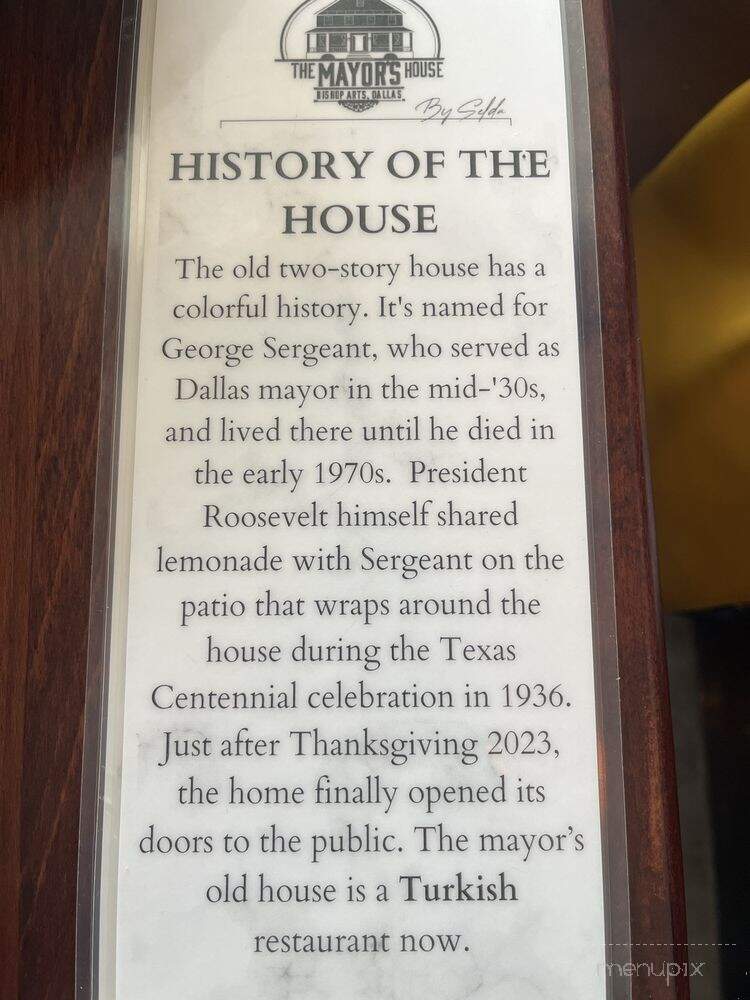 THE MAYOR'S HOUSE
BISHOP ARTS, DALLAS
By Selda
HISTORY OF THE
HOUSE
The old two-story house has a
colorful history. It's named for
George Sergeant, who served as
Dallas mayor in the mid-'30s,
and lived there until he died in
the early 1970s. President
Roosevelt himself shared
lemonade with Sergeant on the
patio that wraps around the
house during the Texas
Centennial celebration in 1936.
Just after Thanksgiving 2023,
the home finally opened its
doors to the public. The mayor's
old house is a Turkish
restaurant now.
menupix